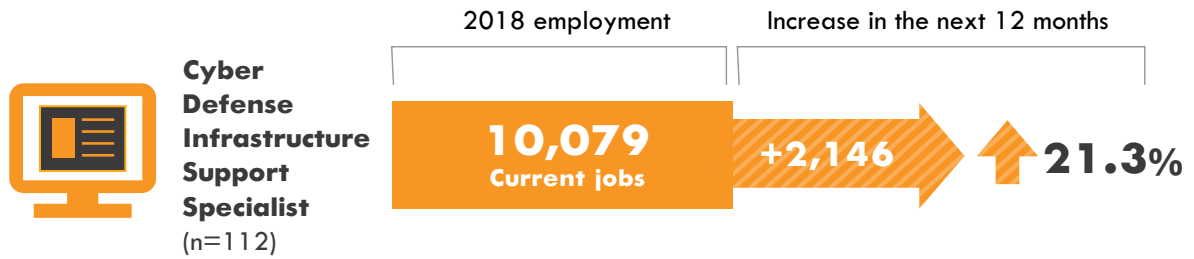 2018 employment
Increase in the next 12 months
Cyber
Defense
Infrastructure
Support
Specialist
(n=112)
10,079
Current jobs
+2,146
21.3%